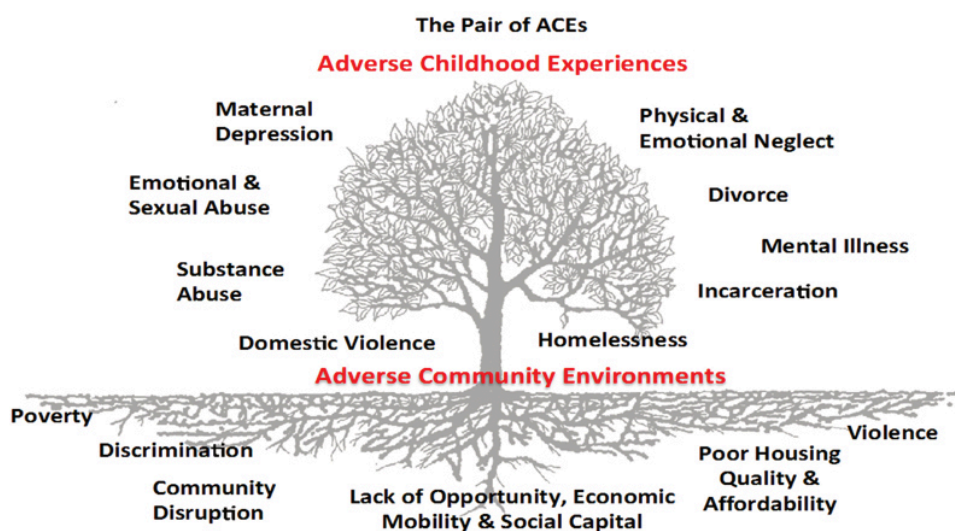 The Pair of ACEs
Adverse Childhood Experiences
Maternal
Depression
Physical &
Emotional Neglect
Emotional &
Sexual Abuse
Divorce
Mental Illness
Substance
Abuse
Incarceration
Domestic Violence
Homelessness
Adverse Community Environments
Poverty
Violence
Discrimination
Poor Housing
Quality &
Affordability
Community
Disruption
Lack of Opportunity, Economic
Mobility & Social Capital